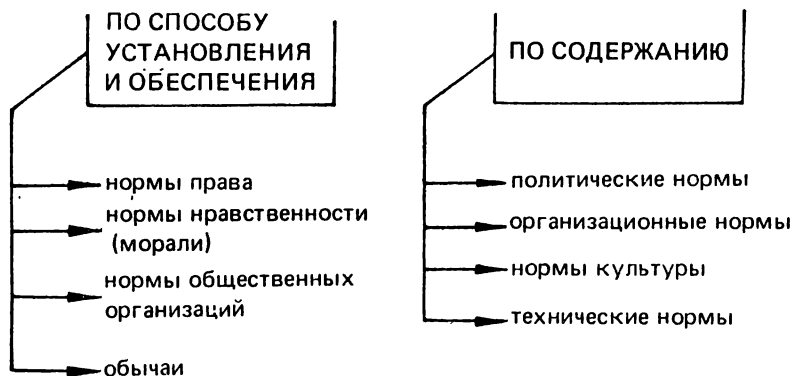 ПО СПОСОБУ
УСТАНОВЛЕНИЯ
И ОБЕСПЕЧЕНИЯ
нормы права
нормы нравственности
(морали)
нормы общественных
организаций
обычаи
ПО СОДЕРЖАНИЮ
политические нормы
организационные нормы
нормы культуры
технические нормы